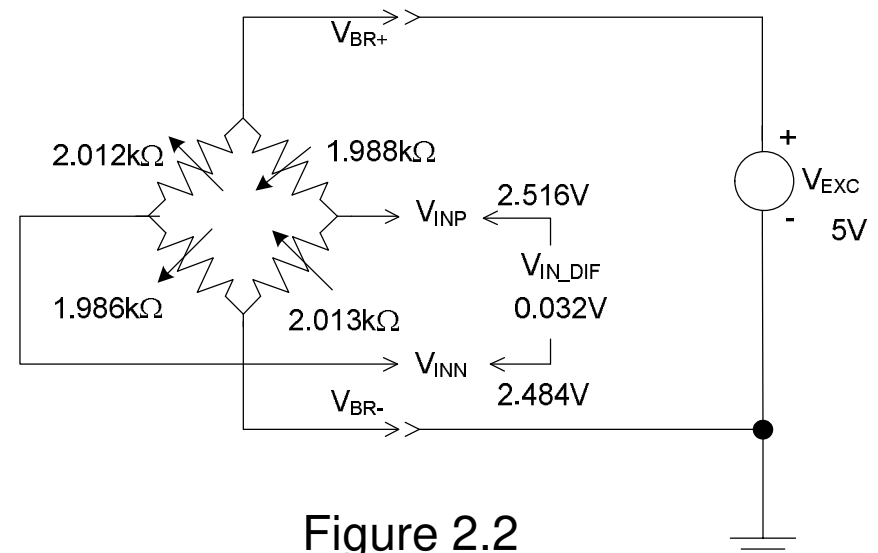 VBR+
2.012kΩ
1.988kΩ
+
VEXC
-
5V
2.516V
VINP
VIN_DIF
0.032V
1.986kΩ
2.013kΩ
VINN
2.484V
VBR-
Figure 2.2